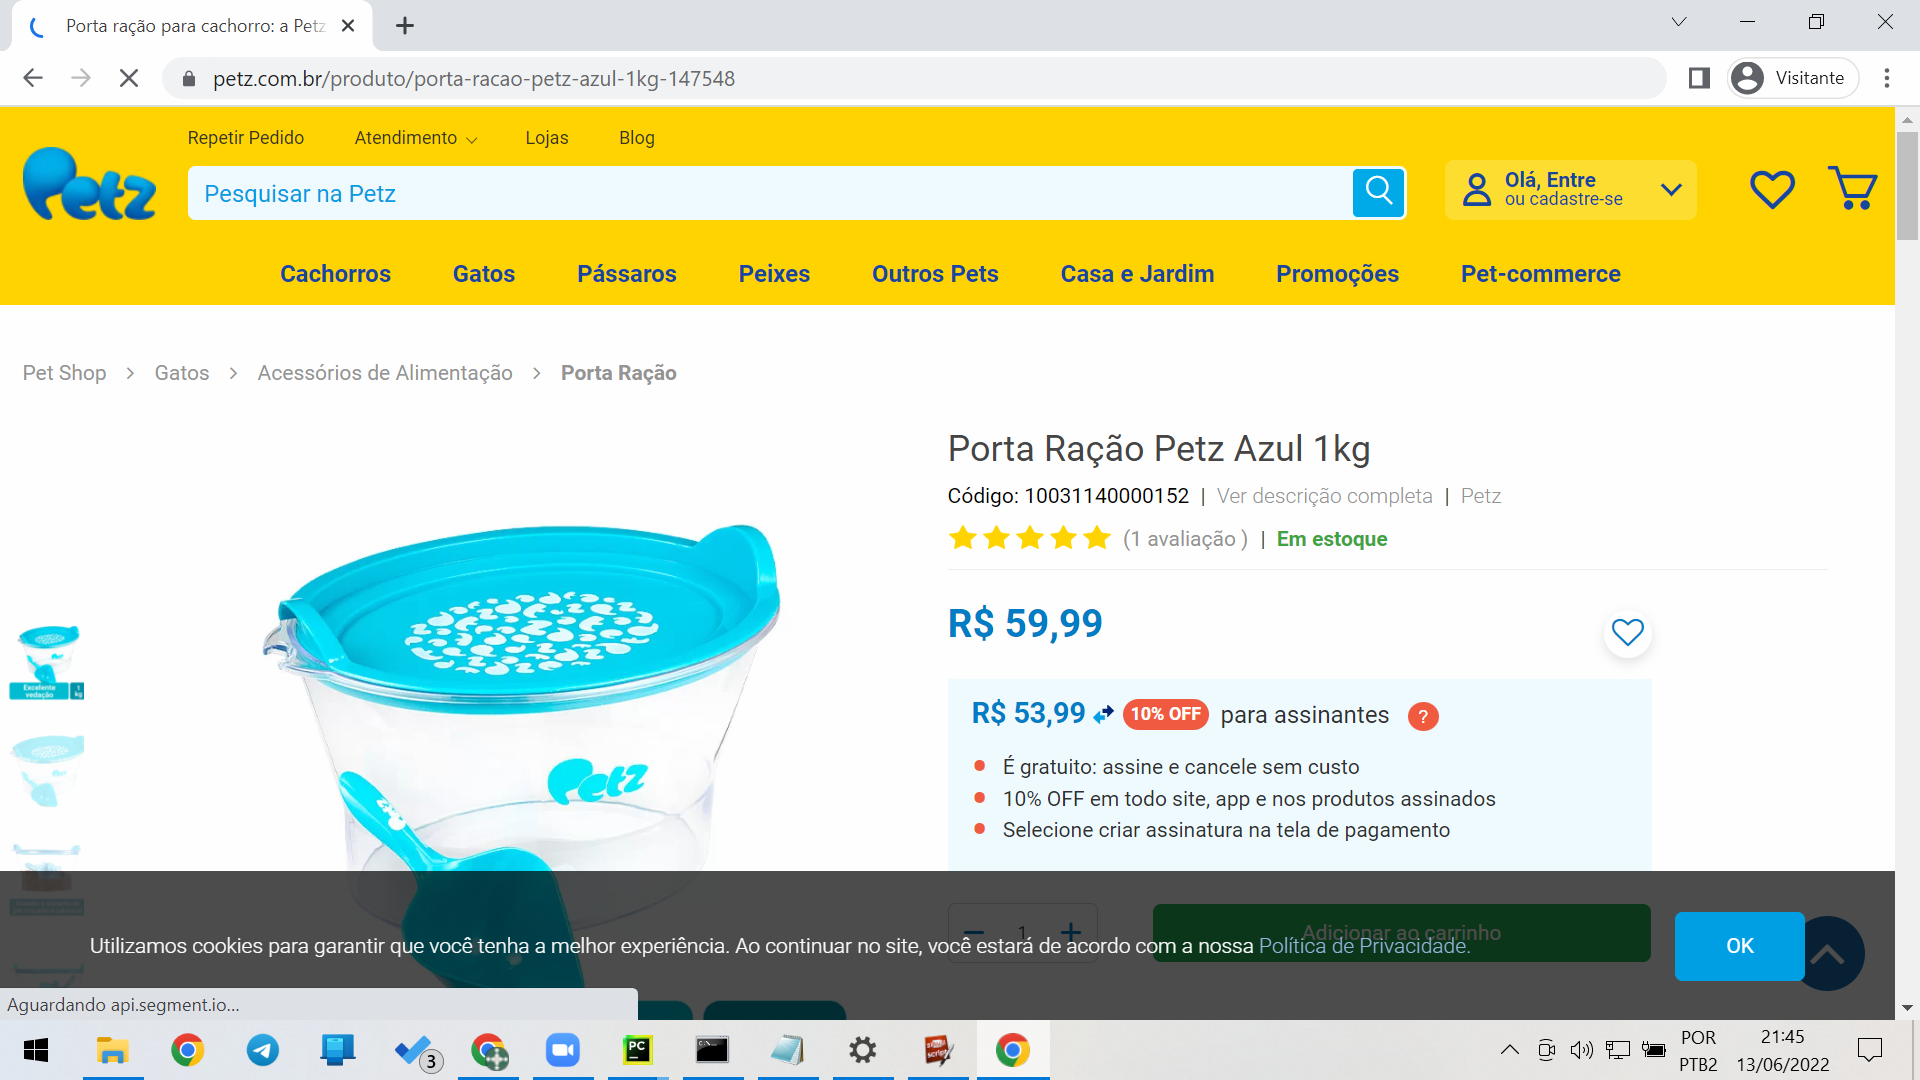 Porta ração para cachorro: a Petz
petz.com.br/produto/porta-racao-petz-azul-1kg-147548
Visitante
Repetir Pedido
Atendimento
Lojas
Blog
Petz
Pesquisar na Petz
Olá, Entre
ou cadastre-se
Cachorros
Gatos
Pássaros
Peixes
Outros Pets
Casa e Jardim
Promoções
Pet-commerce
Pet Shop > Gatos > Acessórios de Alimentação > Porta Ração
Porta Ração Petz Azul 1kg
Código: 10031140000152 | Ver descrição completa | Petz
(1 avaliação ) | Em estoque
R$ 59,99
R$ 53,99 10% OFF para assinantes ?
É gratuito: assine e cancele sem custo
10% OFF em todo site, app e nos produtos assinados
Selecione criar assinatura na tela de pagamento
Excelente
vedação
1
kg
Petz
1
Adicionar ao carrinho
Utilizamos cookies para garantir que você tenha a melhor experiência. Ao continuar no site, você estará de acordo com a nossa Política de Privacidade.
OK
Aguardando api.segment.io...
3
PC
POR
PTB2
21:45
13/06/2022